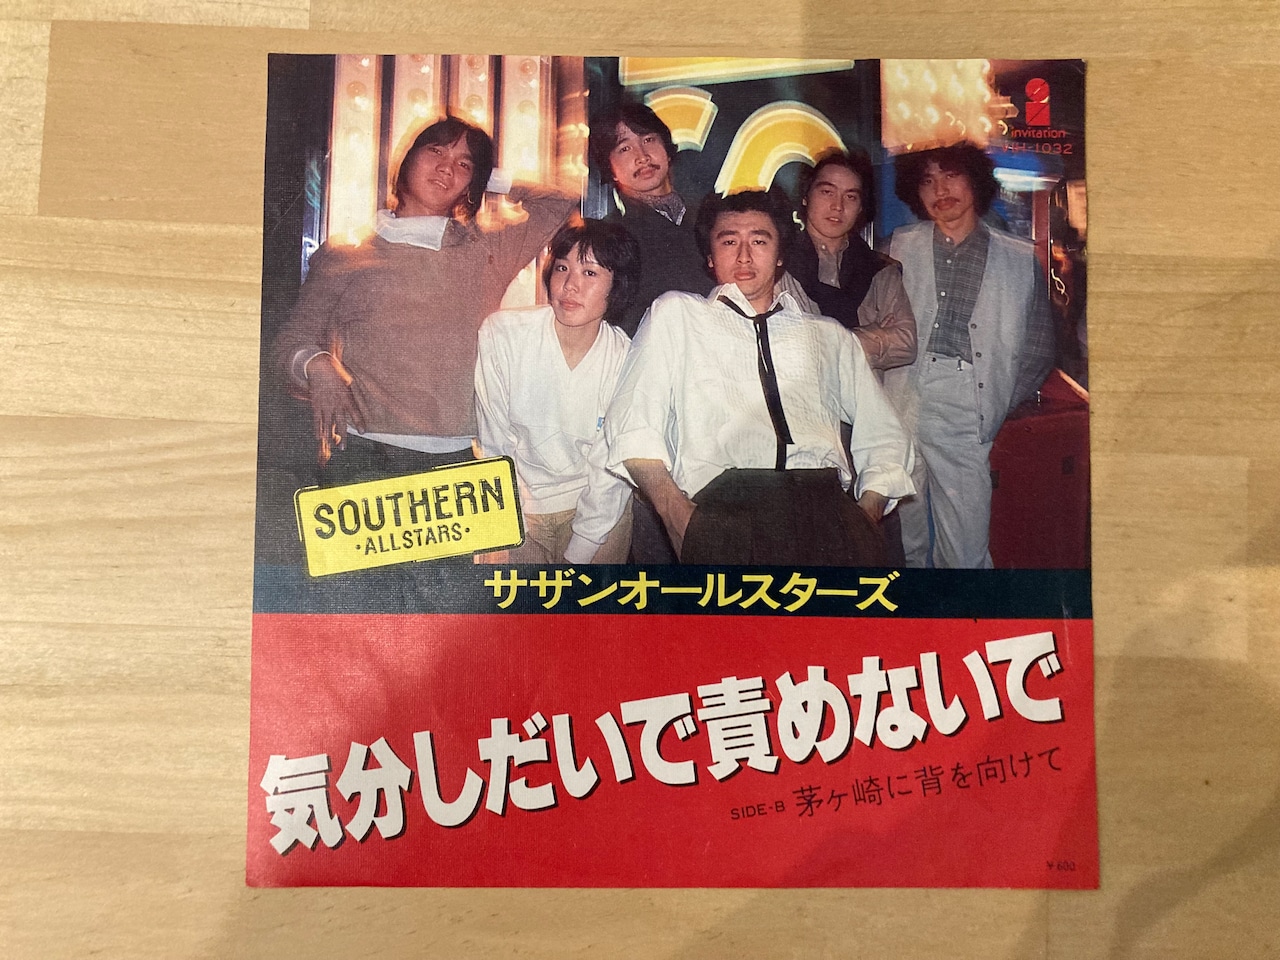 invitation
VIH-1032
SOUTHERN
・ALLSTARS・
サザンオールスターズ
気分しだいで責めないで
SIDE-B 茅ヶ崎に背を向けて
￥600